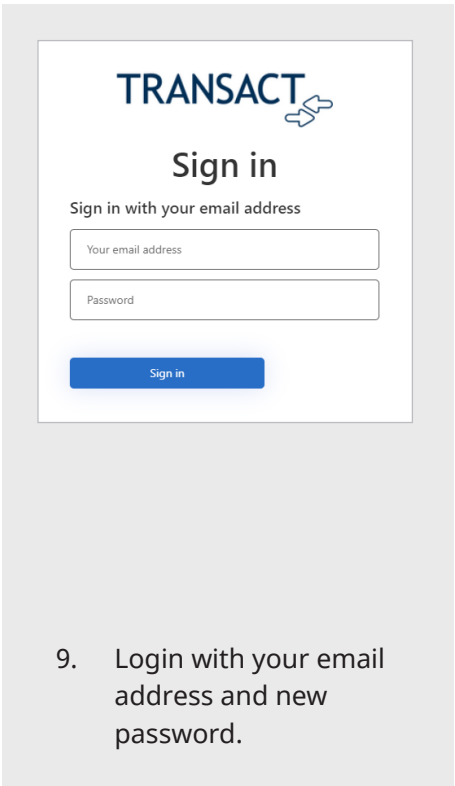 TRANSACT
Sign in
Sign in with your email address
Your email address
Password
Sign in
9. Login with your email
address and new
password.